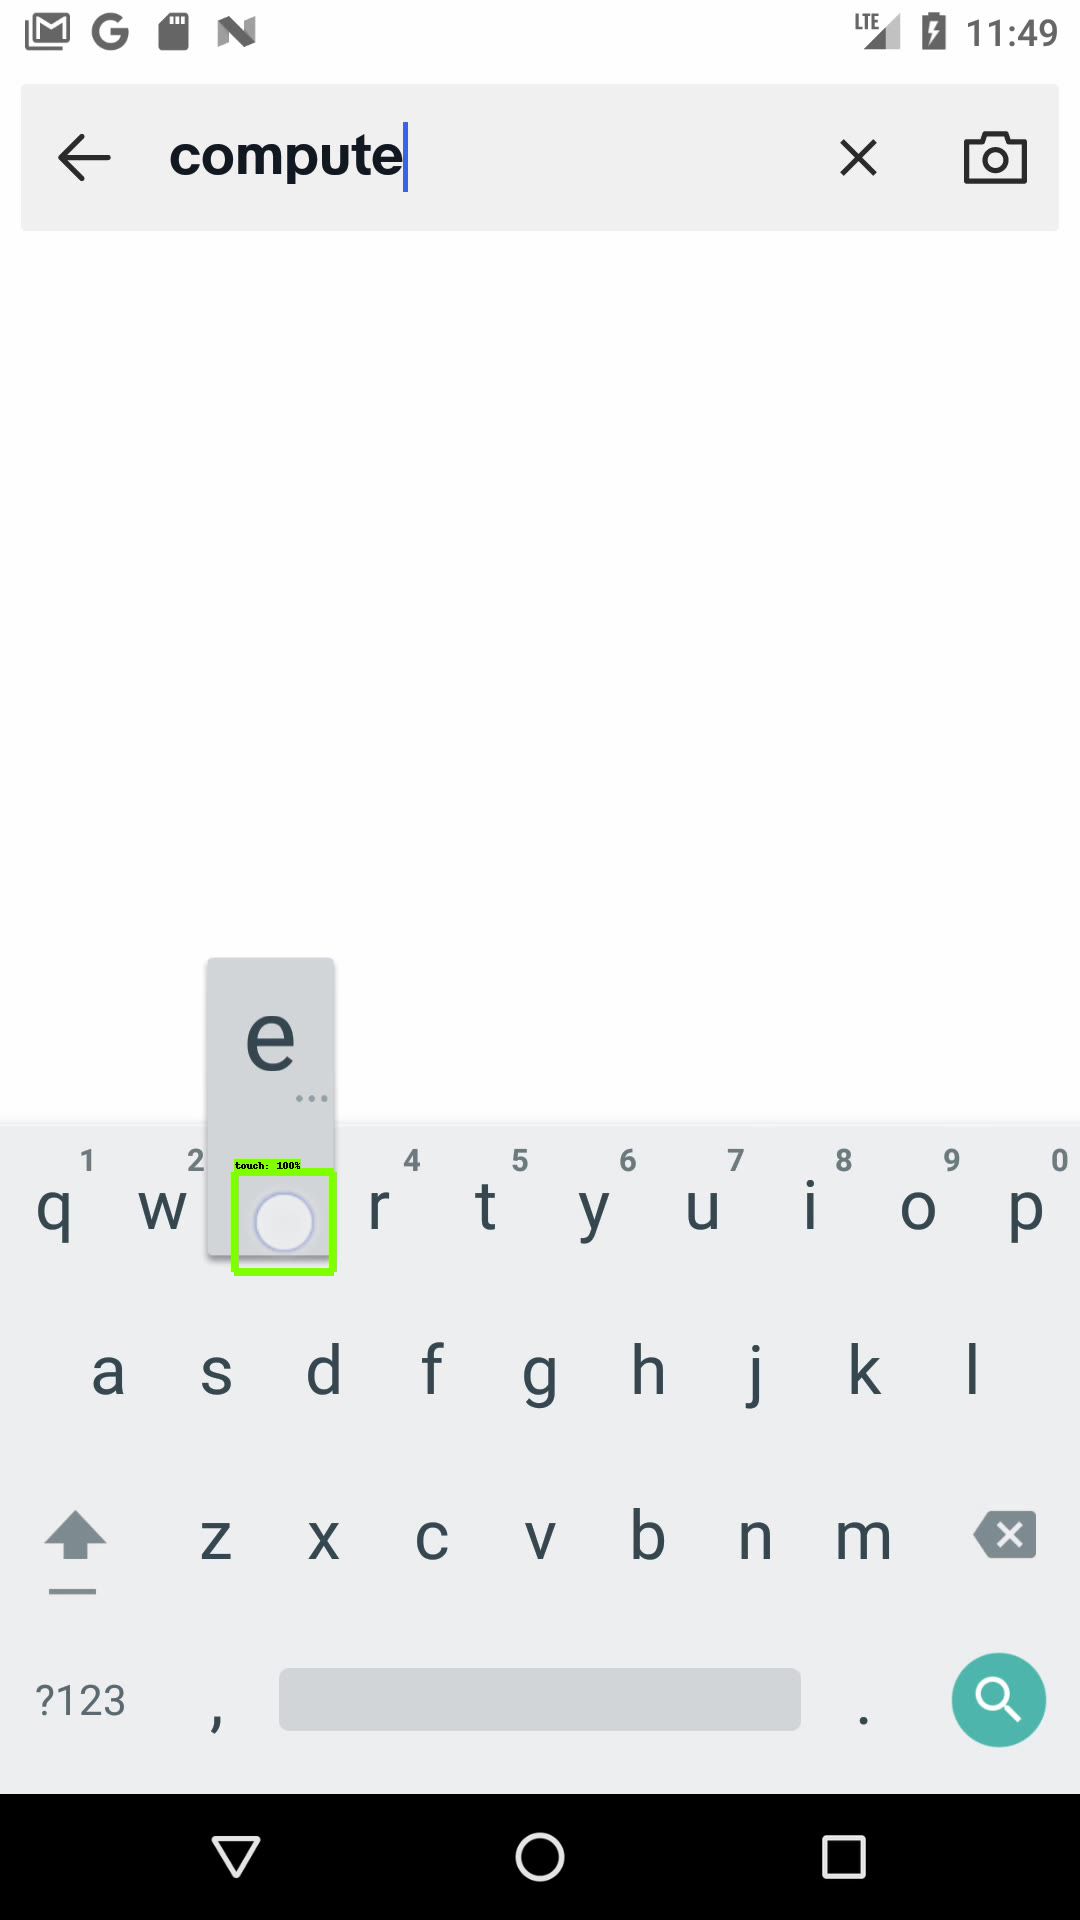 LTE 11:49
compute
e
...
touch: 100%
1 2 4 5 6 7 8 9 0
q w r t y u i o p
a s d f g h j k l
z x c v b n m
?123 , .